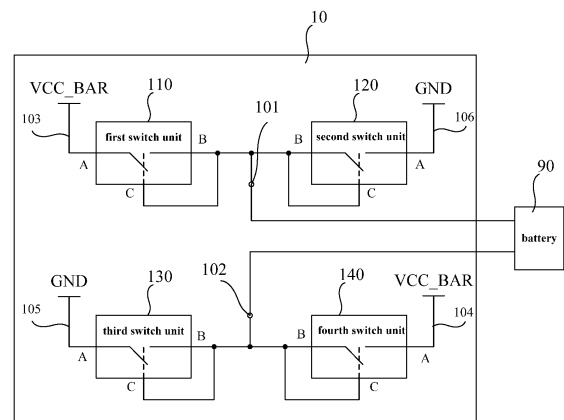 10
VCC_BAR
110
120
GND
103
101
106
first switch unit
B
B
second switch unit
A
A
C
C
90
battery
GND
130
102
140
VCC_BAR
105
104
third switch unit
B
B
fourth switch unit
A
A
C
C